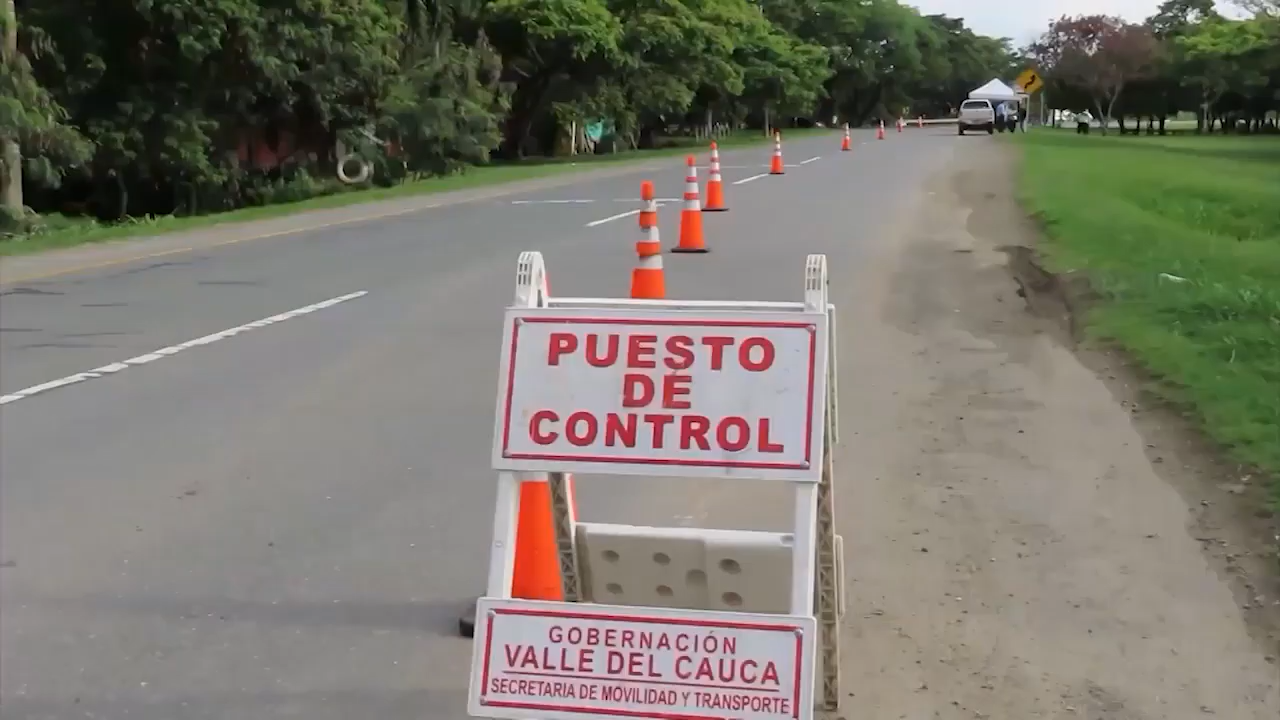 PUESTO
DE
CONTROL
GOBERNACIÓN
VALLE DEL CAUCA
SECRETARIA DE MOVILIDAD Y TRANSPORTE